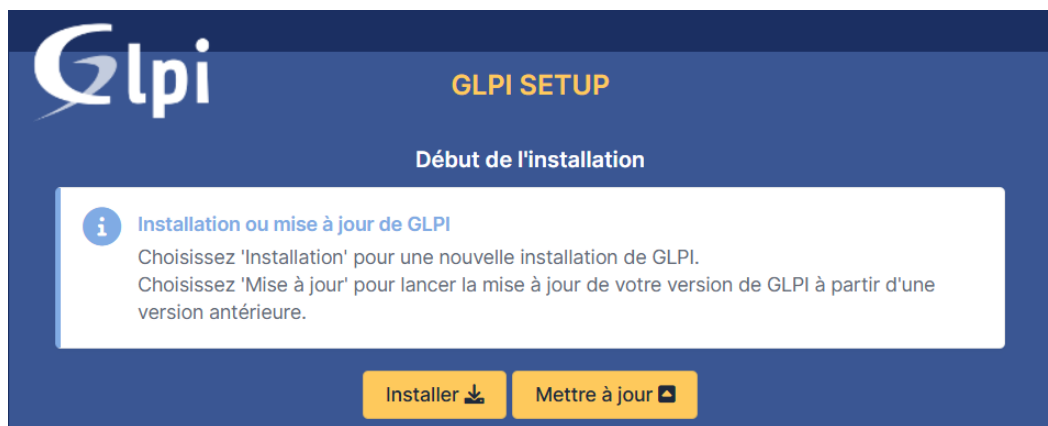 Glpi
GLPI SETUP
Début de l'installation
i
Installation ou mise à jour de GLPI
Choisissez 'Installation' pour une nouvelle installation de GLPI.
Choisissez 'Mise à jour' pour lancer la mise à jour de votre version de GLPI à partir d'une
version antérieure.
Installer
Mettre à jour